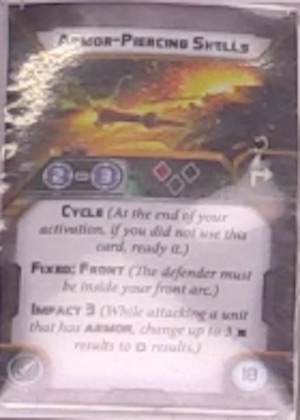 ARMOR-PIERCING SHELLS
2 - 3
CYCLE (At the end of your
activation, if you did not use this
card, ready it.)
FIXED: FRONT (The defender must
be inside your front arc.)
IMPACT 3 (While attacking a unit
that has ARMOR, change up to 3
results to results.)
18